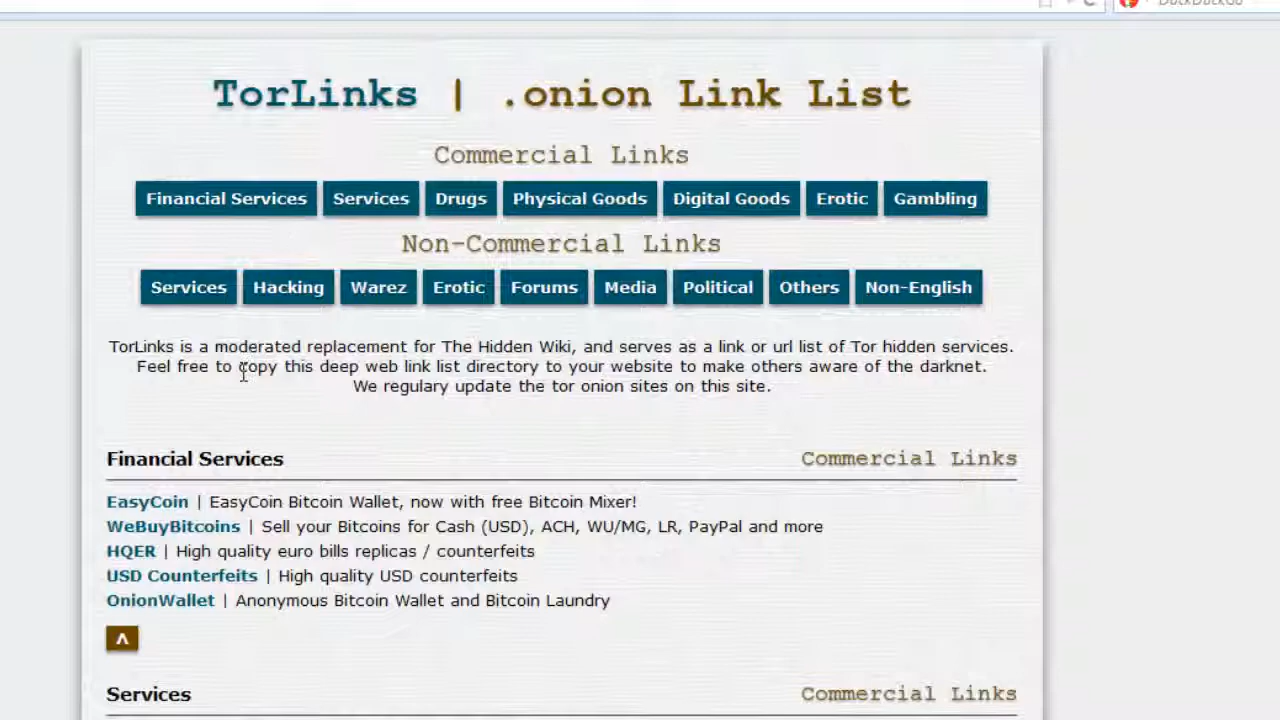 TorLinks | .onion Link List
Commercial Links
Financial Services Services Drugs Physical Goods Digital Goods Erotic Gambling
Non-Commercial Links
Services Hacking Warez Erotic Forums Media Political Others Non-English
TorLinks is a moderated replacement for The Hidden Wiki, and serves as a link or url list of Tor hidden services.
Feel free to copy this deep web link list directory to your website to make others aware of the darknet.
We regulary update the tor onion sites on this site.
Financial Services Commercial Links
EasyCoin | EasyCoin Bitcoin Wallet, now with free Bitcoin Mixer!
WeBuyBitcoins | Sell your Bitcoins for Cash (USD), ACH, WU/MG, LR, PayPal and more
HQER | High quality euro bills replicas / counterfeits
USD Counterfeits | High quality USD counterfeits
OnionWallet | Anonymous Bitcoin Wallet and Bitcoin Laundry
Λ
Services Commercial Links